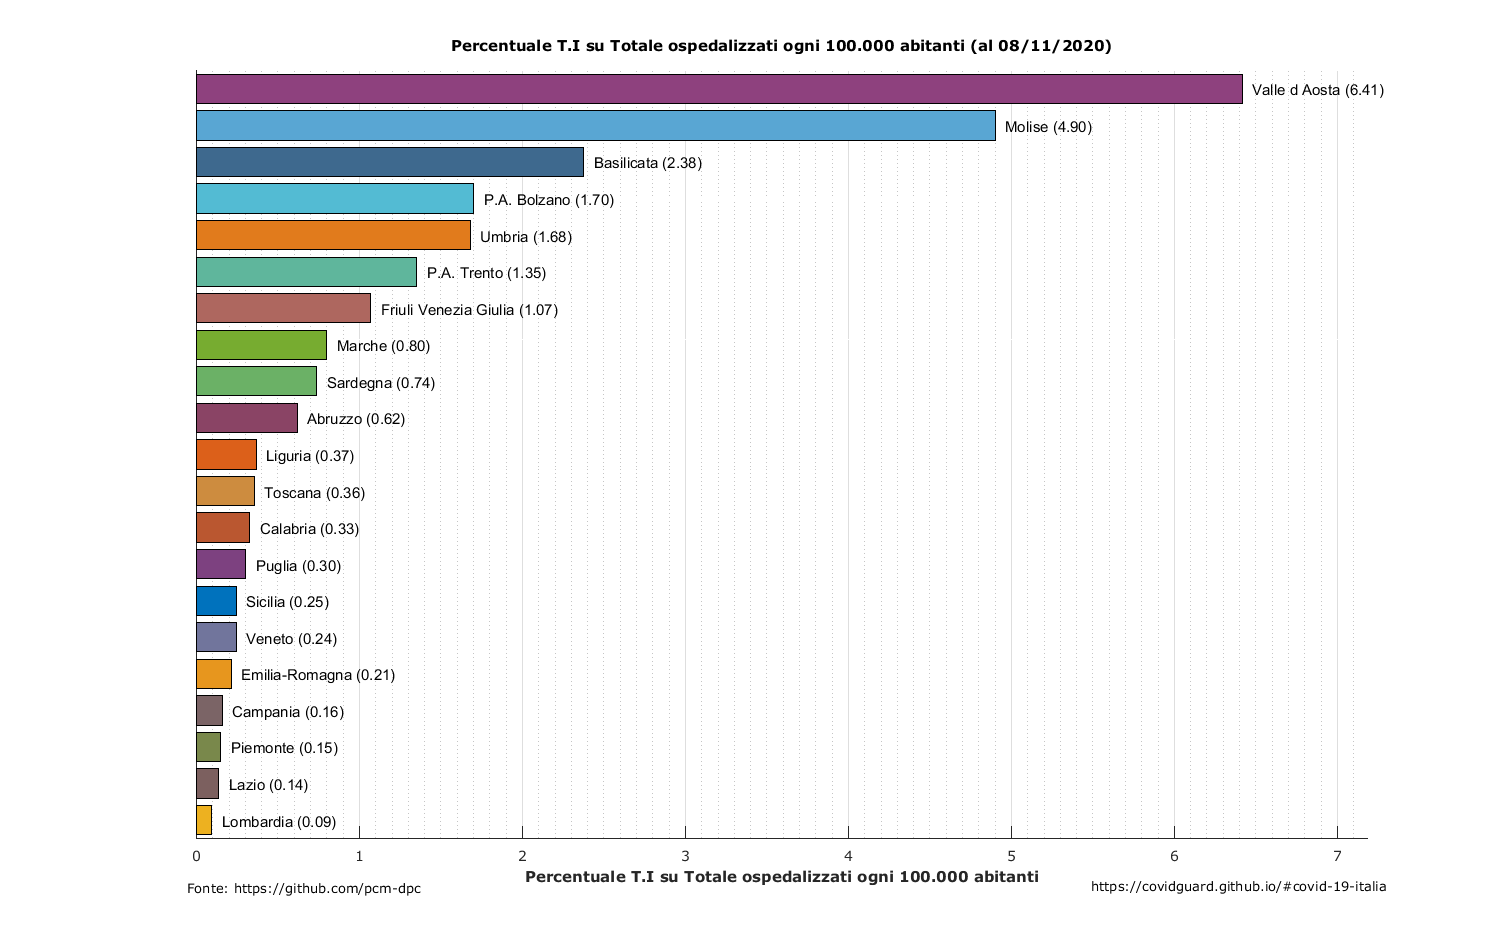 Percentuale T.I su Totale ospedalizzati ogni 100.000 abitanti (al 08/11/2020)
Valle d Aosta (6.41)
Molise (4.90)
Basilicata (2.38)
P.A. Bolzano (1.70)
Umbria (1.68)
P.A. Trento (1.35)
Friuli Venezia Giulia (1.07)
Marche (0.80)
Sardegna (0.74)
Abruzzo (0.62)
Liguria (0.37)
Toscana (0.36)
Calabria (0.33)
Puglia (0.30)
Sicilia (0.25)
Veneto (0.24)
Emilia-Romagna (0.21)
Campania (0.16)
Piemonte (0.15)
Lazio (0.14)
Lombardia (0.09)
0 1 2 3 4 5 6 7
Percentuale T.I su Totale ospedalizzati ogni 100.000 abitanti
Fonte: https://github.com/pcm-dpc
https://covidguard.github.io/#covid-19-italia